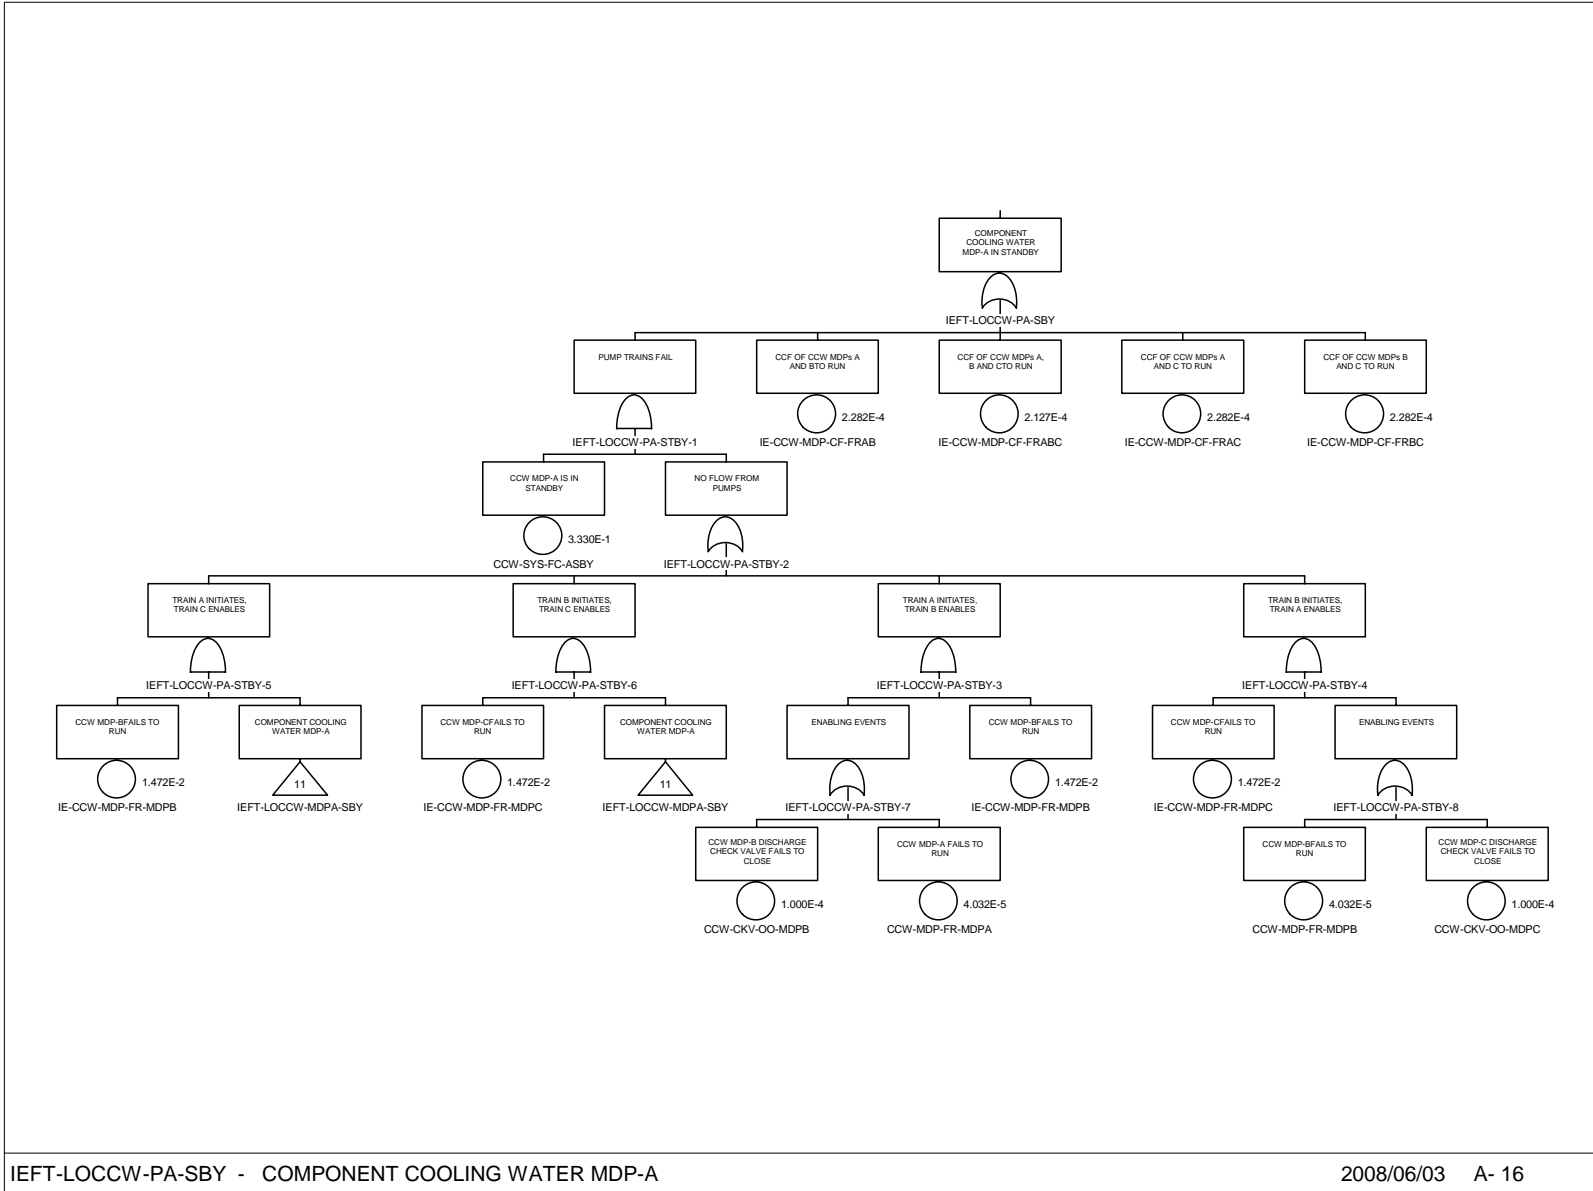 COMPONENT
COOLING WATER
MDP-A IN STANDBY
IEFT-LOCCW-PA-SBY
PUMP TRAINS FAIL
IEFT-LOCCW-PA-STBY-1
CCF OF CCW MDPs A
AND BTO RUN
2.282E-4
IE-CCW-MDP-CF-FRAB
CCF OF CCW MDPs A,
B AND CTO RUN
2.127E-4
IE-CCW-MDP-CF-FRABC
CCF OF CCW MDPs A
AND C TO RUN
2.282E-4
IE-CCW-MDP-CF-FRAC
CCF OF CCW MDPs B
AND C TO RUN
2.282E-4
IE-CCW-MDP-CF-FRBC
CCW MDP-A IS IN
STANDBY
3.330E-1
CCW-SYS-FC-ASBY
NO FLOW FROM
PUMPS
IEFT-LOCCW-PA-STBY-2
TRAIN A INITIATES,
TRAIN C ENABLES
IEFT-LOCCW-PA-STBY-5
TRAIN B INITIATES,
TRAIN C ENABLES
IEFT-LOCCW-PA-STBY-6
TRAIN A INITIATES,
TRAIN B ENABLES
IEFT-LOCCW-PA-STBY-3
TRAIN B INITIATES,
TRAIN A ENABLES
IEFT-LOCCW-PA-STBY-4
CCW MDP-BFAILS TO
RUN
1.472E-2
IE-CCW-MDP-FR-MDPB
COMPONENT COOLING
WATER MDP-A
11
IEFT-LOCCW-MDPA-SBY
CCW MDP-CFAILS TO
RUN
1.472E-2
IE-CCW-MDP-FR-MDPC
COMPONENT COOLING
WATER MDP-A
11
IEFT-LOCCW-MDPA-SBY
ENABLING EVENTS
IEFT-LOCCW-PA-STBY-7
CCW MDP-BFAILS TO
RUN
1.472E-2
IE-CCW-MDP-FR-MDPB
CCW MDP-CFAILS TO
RUN
1.472E-2
IE-CCW-MDP-FR-MDPC
ENABLING EVENTS
IEFT-LOCCW-PA-STBY-8
CCW MDP-B DISCHARGE
CHECK VALVE FAILS TO
CLOSE
1.000E-4
CCW-CKV-OO-MDPB
CCW MDP-A FAILS TO
RUN
4.032E-5
CCW-MDP-FR-MDPA
CCW MDP-BFAILS TO
RUN
4.032E-5
CCW-MDP-FR-MDPB
CCW MDP-C DISCHARGE
CHECK VALVE FAILS TO
CLOSE
1.000E-4
CCW-CKV-OO-MDPC
IEFT-LOCCW-PA-SBY - COMPONENT COOLING WATER MDP-A
2008/06/03 A- 16